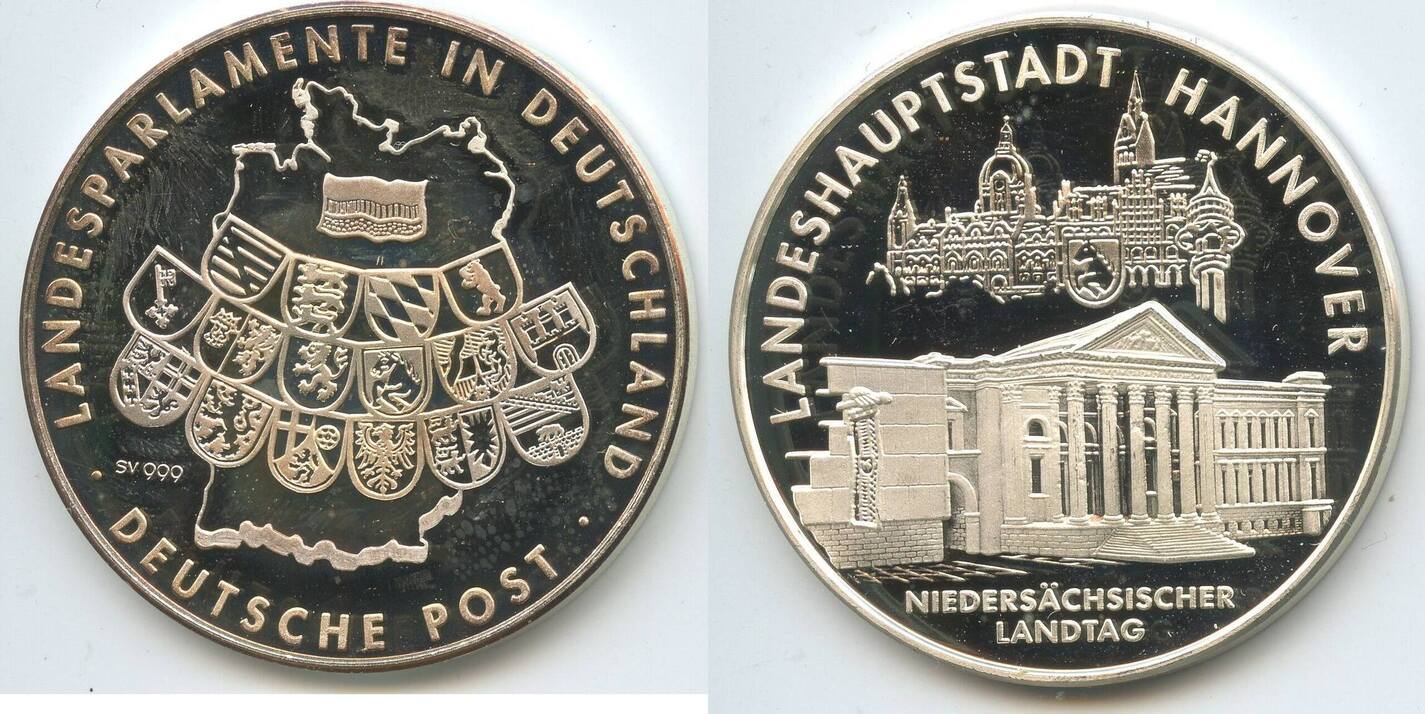 LANDESPARLAMENTE IN DEUTSCHLAND
SV 999
DEUTSCHE POST
LANDESHAUPTSTADT HANNOVER
NIEDERSÄCHSISCHER
LANDTAG